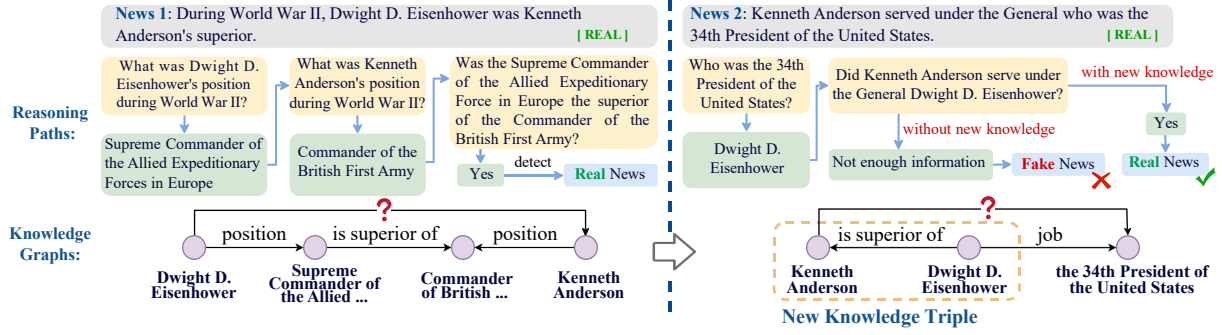 News 1: During World War II, Dwight D. Eisenhower was Kenneth
Anderson's superior.
[ REAL ]
Reasoning
Paths:
What was Dwight D.
Eisenhower's position
during World War II?
Supreme Commander of
the Allied Expeditionary
Forces in Europe
What was Kenneth
Anderson's position
during World War II?
Commander of the
British First Army
Was the Supreme Commander
of the Allied Expeditionary
Force in Europe the superior
of the Commander of the
British First Army?
Yes
detect
Real News
Knowledge
Graphs:
?
position
is superior of
position
Dwight D.
Eisenhower
Supreme
Commander of
the Allied ...
Commander
of British ...
Kenneth
Anderson
News 2: Kenneth Anderson served under the General who was the
34th President of the United States.
[ REAL ]
Who was the 34th
President of the
United States?
Dwight D.
Eisenhower
Did Kenneth Anderson serve under
the General Dwight D. Eisenhower?
with new knowledge
without new knowledge
Yes
Not enough information
Fake News
Real News
?
is superior of
job
Kenneth
Anderson
Dwight D.
Eisenhower
the 34th President of
the United States
New Knowledge Triple